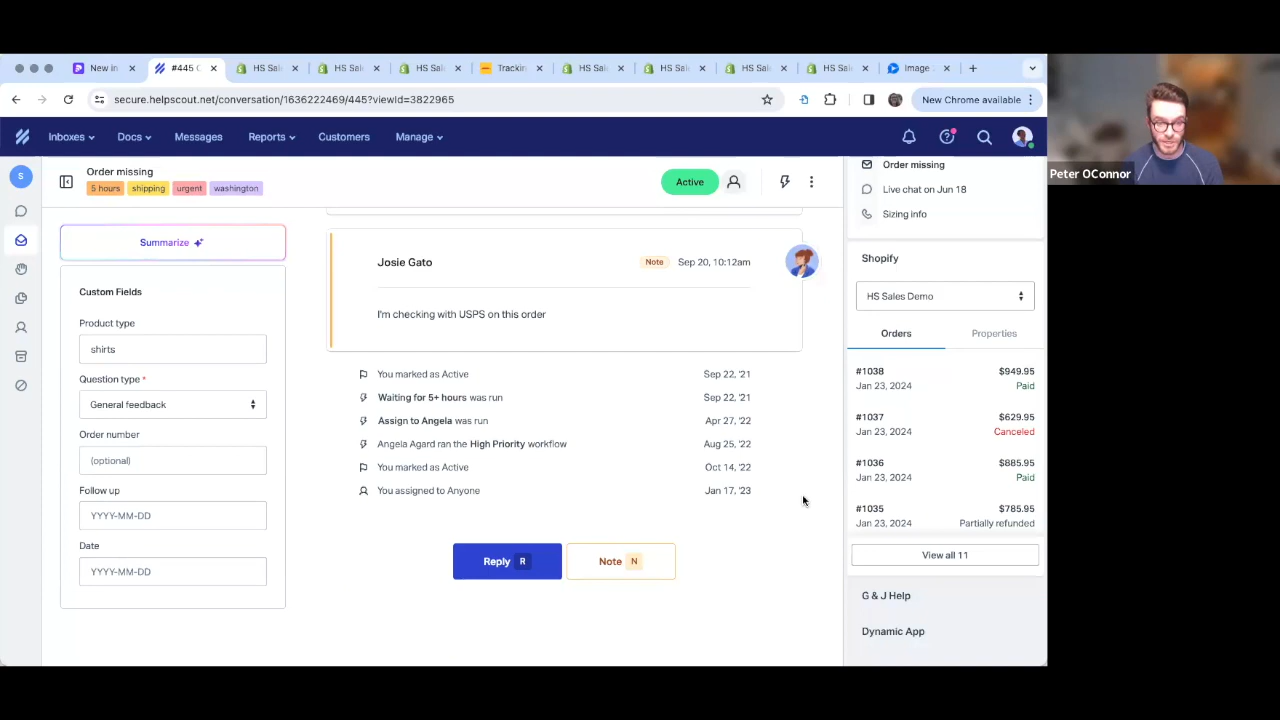 New in
#445 C
HS Sal
HS Sal
HS Sal
Trackin
HS Sal
HS Sal
HS Sal
HS Sal
Image
secure.helpscout.net/conversation/1636222469/445?viewId=3822965
New Chrome available
Inboxes
Docs
Messages
Reports
Customers
Manage
Peter OConnor
S
Order missing
5 hours
shipping
urgent
washington
Active
Summarize
Custom Fields
Product type
shirts
Question type *
General feedback
Order number
(optional)
Follow up
YYYY-MM-DD
Date
YYYY-MM-DD
Josie Gato
Note
Sep 20, 10:12am
I'm checking with USPS on this order
You marked as Active Sep 22, '21
Waiting for 5+ hours was run Sep 22, '21
Assign to Angela was run Apr 27, '22
Angela Agard ran the High Priority workflow Aug 25, '22
You marked as Active Oct 14, '22
You assigned to Anyone Jan 17, '23
Reply R
Note N
Order missing
Live chat on Jun 18
Sizing info
Shopify
HS Sales Demo
Orders
Properties
#1038 $949.95
Jan 23, 2024 Paid
#1037 $629.95
Jan 23, 2024 Canceled
#1036 $885.95
Jan 23, 2024 Paid
#1035 $785.95
Jan 23, 2024 Partially refunded
View all 11
G & J Help
Dynamic App